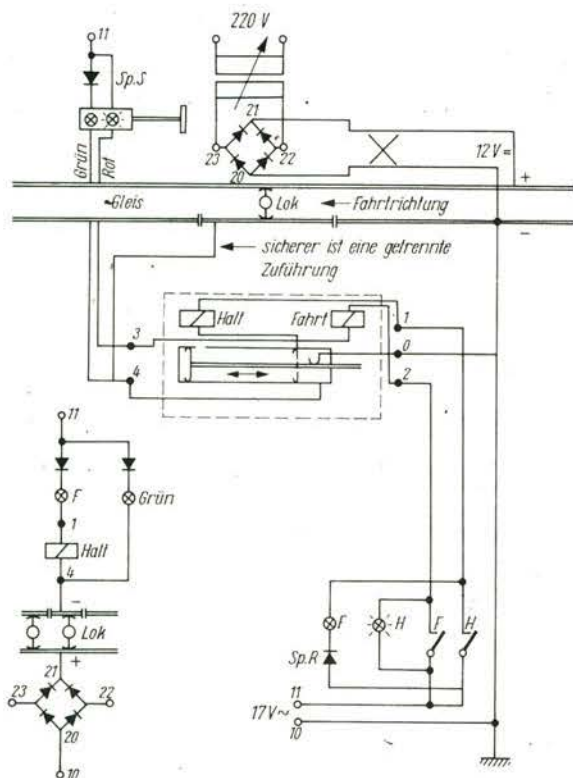 11
220 V
Sp.S
21
23
22
20
12V=
Grün
Rot
+
Gleis
Lok
Fahrtrichtung
-
sicherer ist eine getrennte
Zuführung
Halt
Fahrt
1
3
0
4
2
11
F
Grün
1
Halt
4
-
Lok
+
21
23
22
20
10
F
H
F
H
Sp.R
11
17V~
10